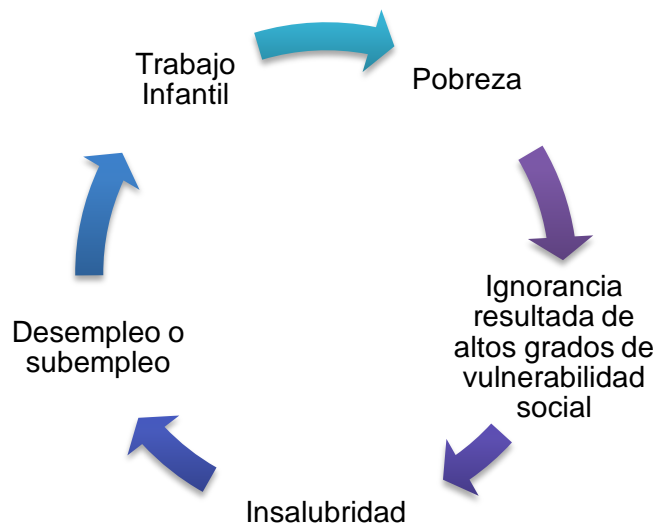 Trabajo
Infantil
Pobreza
Ignorancia
resultada de
altos grados de
vulnerabilidad
social
Insalubridad
Desempleo o
subempleo